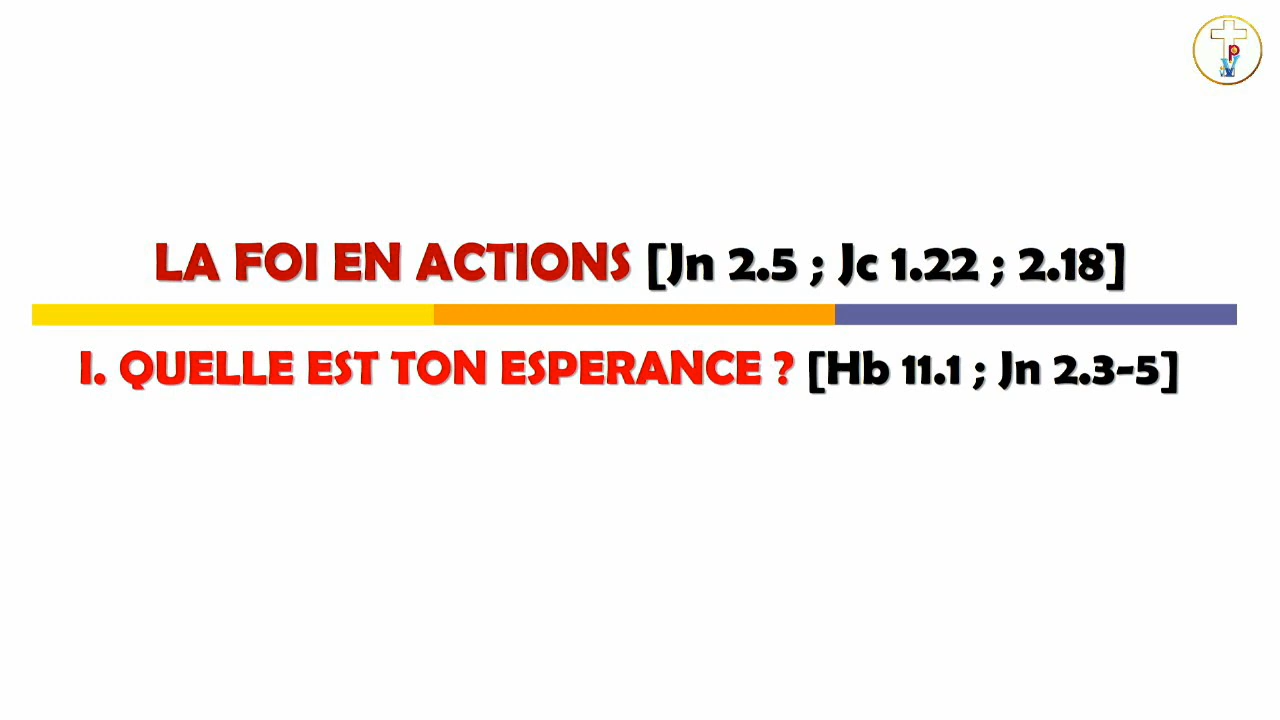 LA FOI EN ACTIONS [Jn 2.5 ; Jc 1.22 ; 2.18]
I. QUELLE EST TON ESPERANCE ? [Hb 11.1 ; Jn 2.3-5]